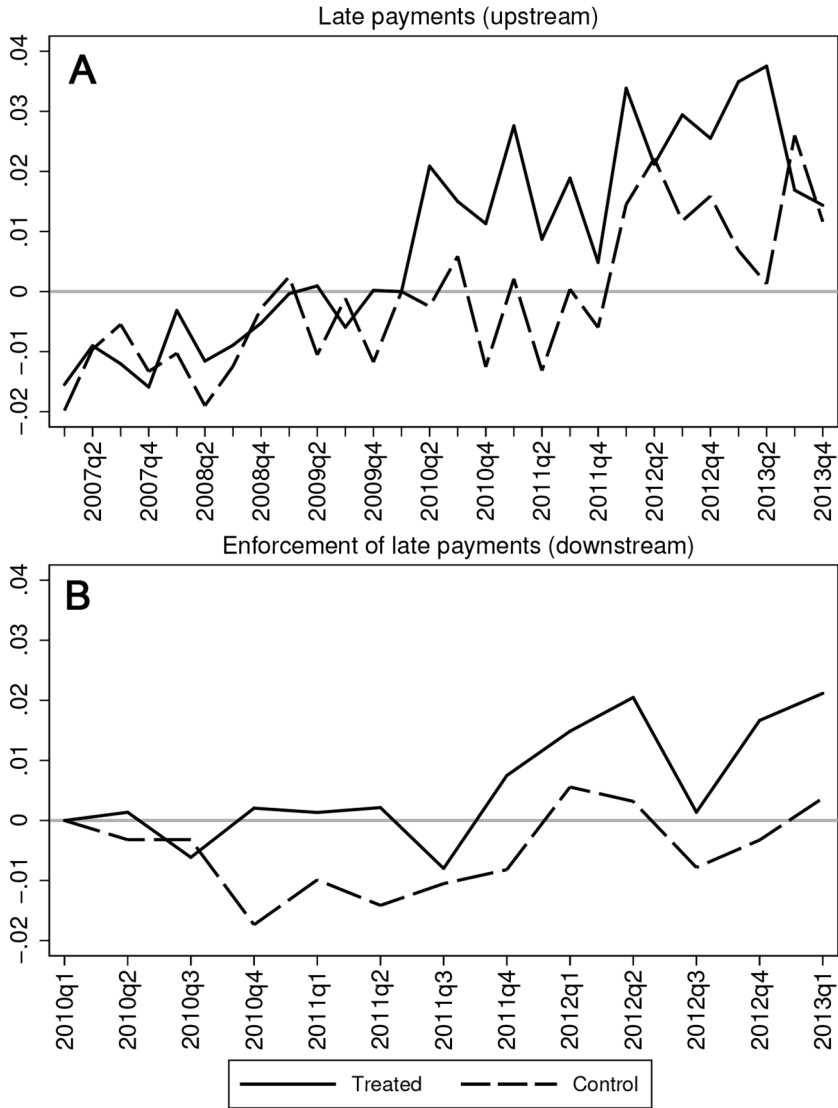 Late payments (upstream)
A
.04
.03
.02
.01
0
-.01
-.02
2007q2
2007q4
2008q2
2008q4
2009q2
2009q4
2010q2
2010q4
2011q2
2011q4
2012q2
2012q4
2013q2
2013q4
Enforcement of late payments (downstream)
B
.04
.03
.02
.01
0
-.01
-.02
2010q1
2010q2
2010q3
2010q4
2011q1
2011q2
2011q3
2011q4
2012q1
2012q2
2012q3
2012q4
2013q1
Treated Control